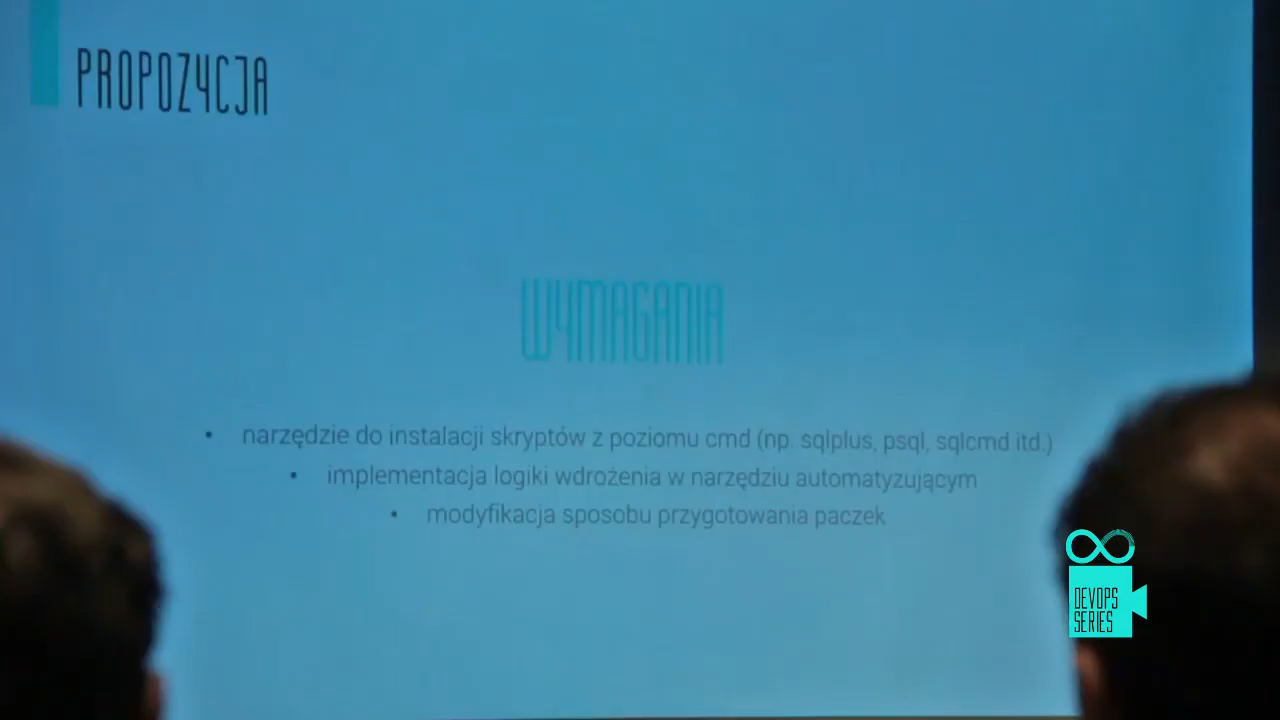 PROPOZYCJA
WYMAGANIA
• narzędzie do instalacji skryptów z poziomu cmd (np. sqlplus, psql, sqlcmd itd.)
• implementacja logiki wdrożenia w narzędziu automatyzującym
• modyfikacja sposobu przygotowania paczek
DEVOPS
SERIES